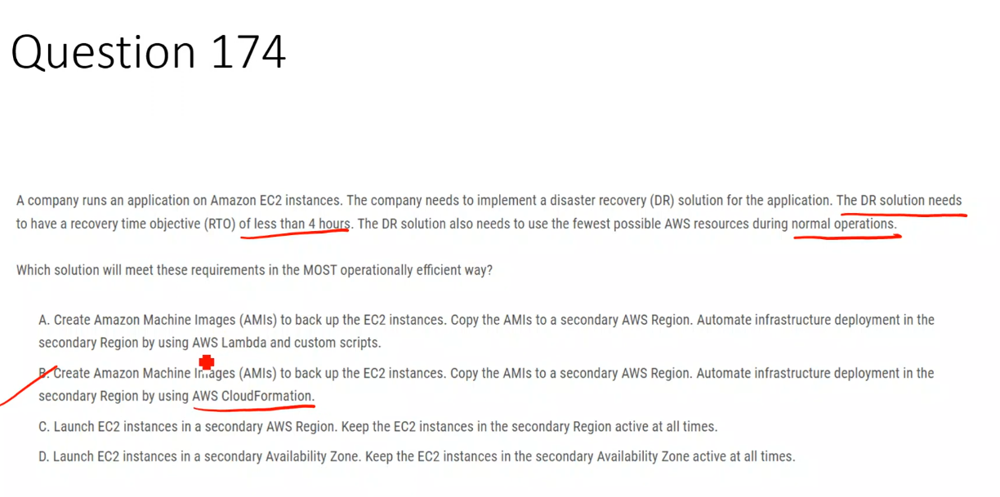 Question 174
A company runs an application on Amazon EC2 instances. The company needs to implement a disaster recovery (DR) solution for the application. The DR solution needs
to have a recovery time objective (RTO) of less than 4 hours. The DR solution also needs to use the fewest possible AWS resources during normal operations.
Which solution will meet these requirements in the MOST operationally efficient way?
A. Create Amazon Machine Images (AMIs) to back up the EC2 instances. Copy the AMIs to a secondary AWS Region. Automate infrastructure deployment in the
secondary Region by using AWS Lambda and custom scripts.
B. Create Amazon Machine Images (AMIs) to back up the EC2 instances. Copy the AMIs to a secondary AWS Region. Automate infrastructure deployment in the
secondary Region by using AWS CloudFormation.
C. Launch EC2 instances in a secondary AWS Region. Keep the EC2 instances in the secondary Region active at all times.
D. Launch EC2 instances in a secondary Availability Zone. Keep the EC2 instances in the secondary Availability Zone active at all times.